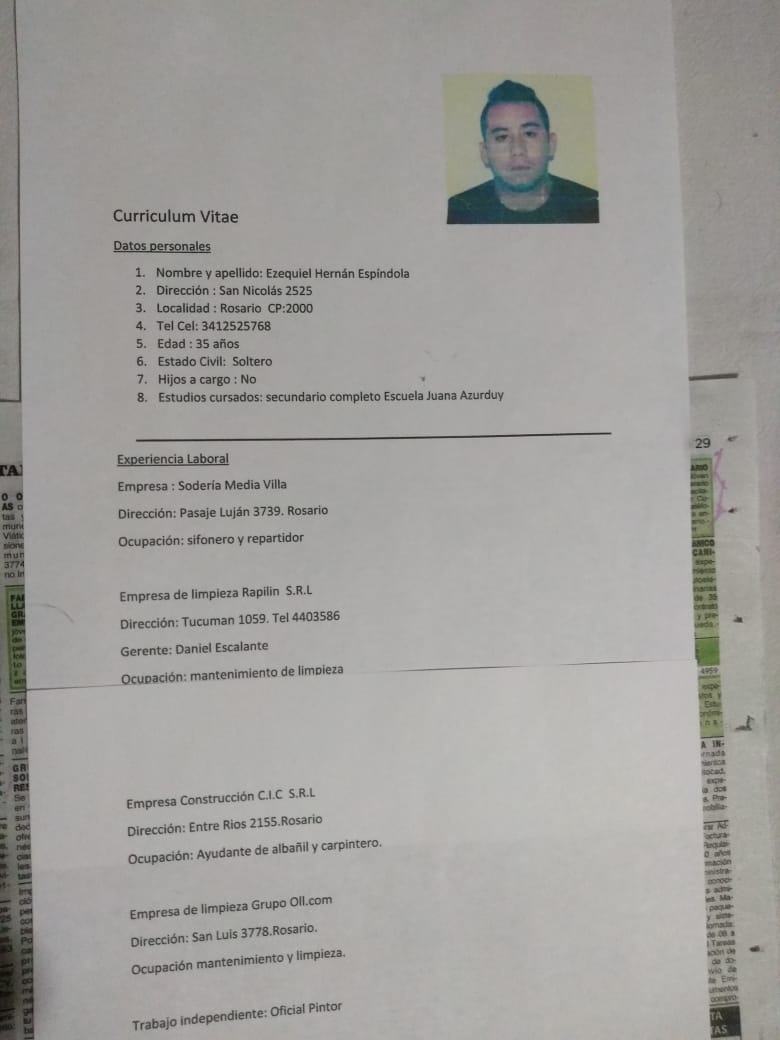 Curriculum Vitae
Datos personales
1. Nombre y apellido: Ezequiel Hernán Espíndola
2. Dirección : San Nicolás 2525
3. Localidad : Rosario CP:2000
4. Tel Cel: 3412525768
5. Edad : 35 años
6. Estado Civil: Soltero
7. Hijos a cargo : No
8. Estudios cursados: secundario completo Escuela Juana Azurduy
Experiencia Laboral
Empresa : Sodería Media Villa
Dirección: Pasaje Luján 3739. Rosario
Ocupación: sifonero y repartidor
Empresa de limpieza Rapilin S.R.L
Dirección: Tucuman 1059. Tel 4403586
Gerente: Daniel Escalante
Ocupación: mantenimiento de limpieza
Empresa Construcción C.I.C S.R.L
Dirección: Entre Rios 2155.Rosario
Ocupación: Ayudante de albañil y carpintero.
Empresa de limpieza Grupo Oll.com
Dirección: San Luis 3778.Rosario.
Ocupación mantenimiento y limpieza.
Trabajo independiente: Oficial Pintor
29